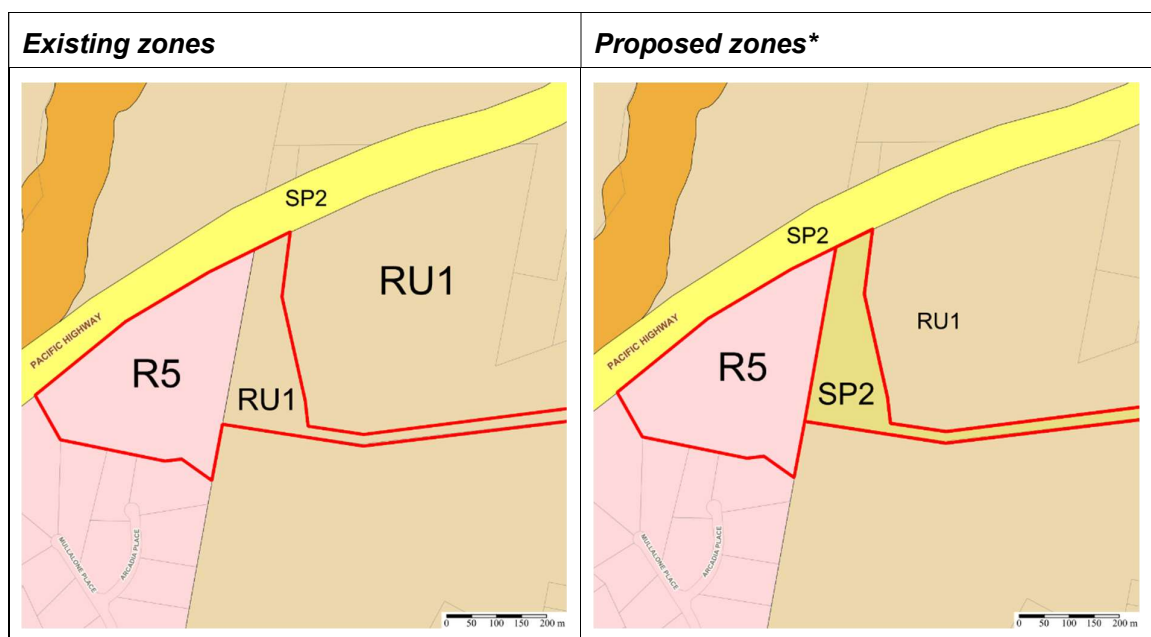 Existing zones
Proposed zones*
SP2
RU1
PACIFIC HIGHWAY
R5
RU1
MULLALONE PLACE
ARCADIA PLACE
0 50 100 150 200 m
SP2
RU1
PACIFIC HIGHWAY
R5
SP2
MULLALONE PLACE
ARCADIA PLACE
0 50 100 150 200 m